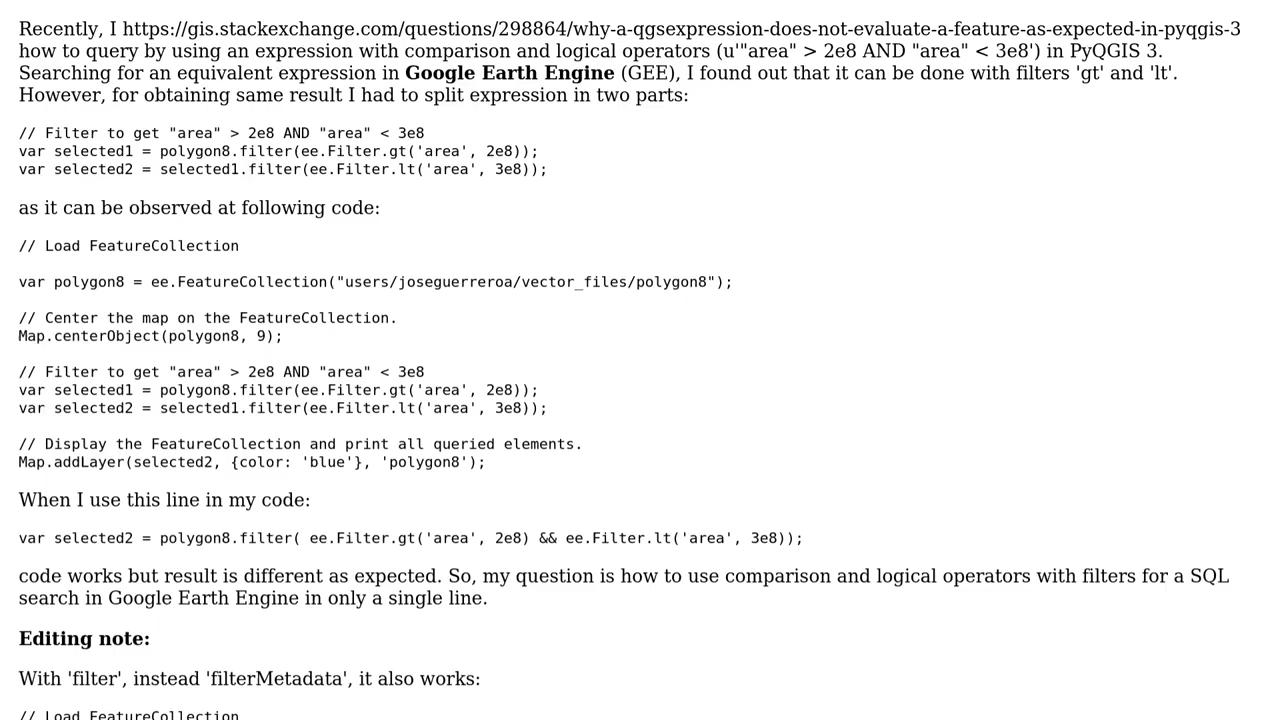 Recently, I https://gis.stackexchange.com/questions/298864/why-a-qgsexpression-does-not-evaluate-a-feature-as-expected-in-pyqgis-3
how to query by using an expression with comparison and logical operators (u'"area" > 2e8 AND "area" < 3e8') in PyQGIS 3.
Searching for an equivalent expression in Google Earth Engine (GEE), I found out that it can be done with filters 'gt' and 'lt'.
However, for obtaining same result I had to split expression in two parts:
// Filter to get "area" > 2e8 AND "area" < 3e8
var selected1 = polygon8.filter(ee.Filter.gt('area', 2e8));
var selected2 = selected1.filter(ee.Filter.lt('area', 3e8));
as it can be observed at following code:
// Load FeatureCollection
var polygon8 = ee.FeatureCollection("users/joseguerreroa/vector_files/polygon8");
// Center the map on the FeatureCollection.
Map.centerObject(polygon8, 9);
// Filter to get "area" > 2e8 AND "area" < 3e8
var selected1 = polygon8.filter(ee.Filter.gt('area', 2e8));
var selected2 = selected1.filter(ee.Filter.lt('area', 3e8));
// Display the FeatureCollection and print all queried elements.
Map.addLayer(selected2, {color: 'blue'}, 'polygon8');
When I use this line in my code:
var selected2 = polygon8.filter( ee.Filter.gt('area', 2e8) && ee.Filter.lt('area', 3e8));
code works but result is different as expected. So, my question is how to use comparison and logical operators with filters for a SQL
search in Google Earth Engine in only a single line.
Editing note:
With 'filter', instead 'filterMetadata', it also works:
// Load FeatureCollection